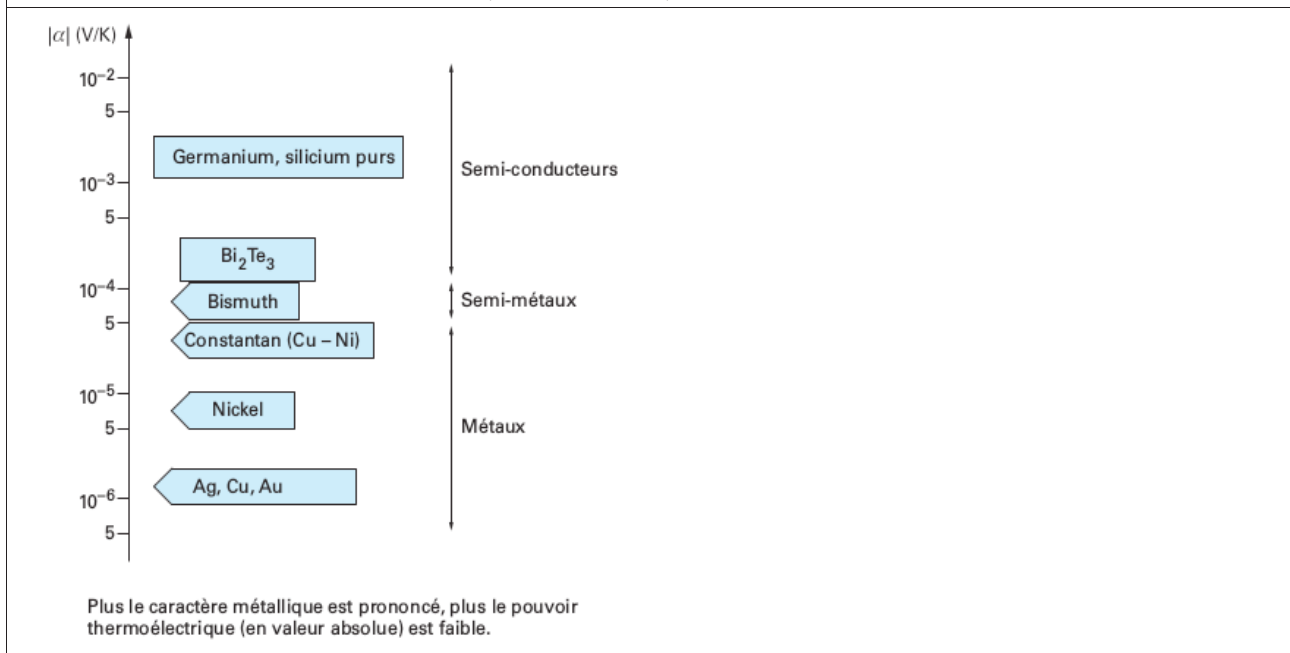 |α| (V/K)
10⁻²
5
Germanium, silicium purs
Semi-conducteurs
10⁻³
5
Bi₂Te₃
10⁻⁴
Bismuth
Semi-métaux
5
Constantan (Cu – Ni)
10⁻⁵
Nickel
5
Métaux
Ag, Cu, Au
10⁻⁶
5
Plus le caractère métallique est prononcé, plus le pouvoir
thermoélectrique (en valeur absolue) est faible.